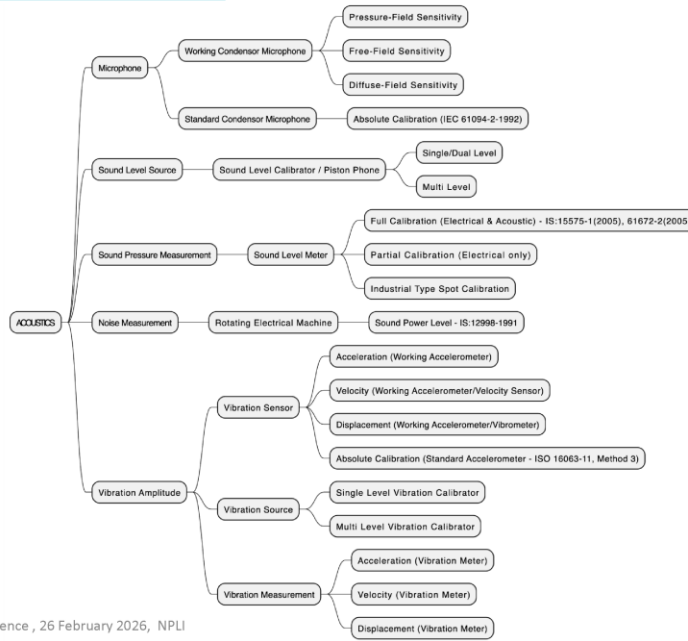 ACOUSTICS
Microphone
Working Condensor Microphone
Pressure-Field Sensitivity
Free-Field Sensitivity
Diffuse-Field Sensitivity
Standard Condensor Microphone
Absolute Calibration (IEC 61094-2-1992)
Sound Level Source
Sound Level Calibrator / Piston Phone
Single/Dual Level
Multi Level
Sound Pressure Measurement
Sound Level Meter
Full Calibration (Electrical & Acoustic) - IS:15575-1(2005), 61672-2(2005
Partial Calibration (Electrical only)
Industrial Type Spot Calibration
Noise Measurement
Rotating Electrical Machine
Sound Power Level - IS:12998-1991
Vibration Amplitude
Vibration Sensor
Acceleration (Working Accelerometer)
Velocity (Working Accelerometer/Velocity Sensor)
Displacement (Working Accelerometer/Vibrometer)
Absolute Calibration (Standard Accelerometer - ISO 16063-11, Method 3)
Vibration Source
Single Level Vibration Calibrator
Multi Level Vibration Calibrator
Vibration Measurement
Acceleration (Vibration Meter)
Velocity (Vibration Meter)
Displacement (Vibration Meter)
ence , 26 February 2026, NPLI